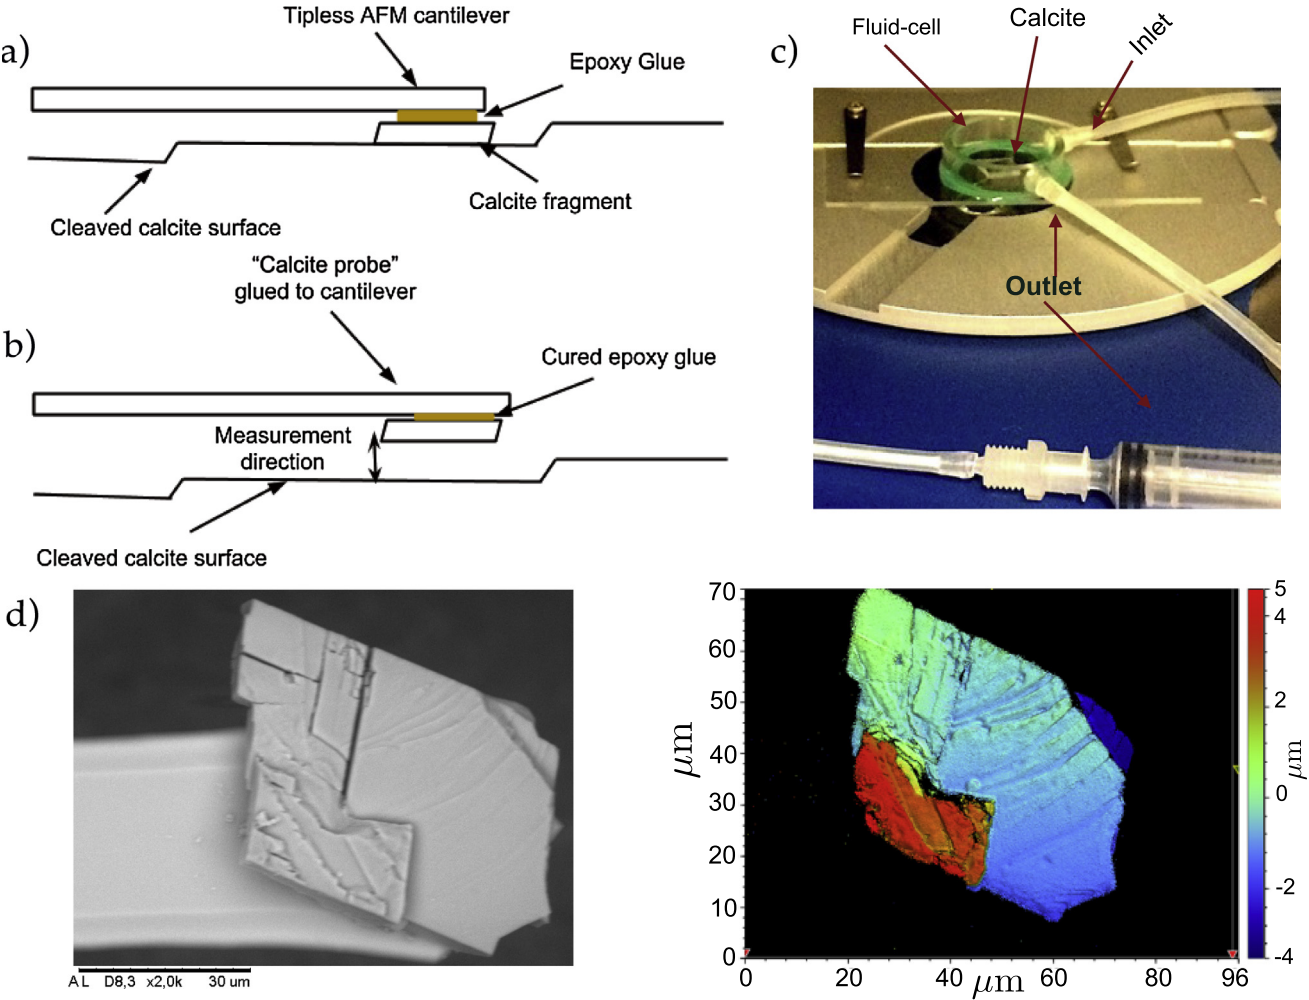 a)
Tipless AFM cantilever
Epoxy Glue
Calcite fragment
Cleaved calcite surface
b)
“Calcite probe”
glued to cantilever
Cured epoxy glue
Measurement
direction
Cleaved calcite surface
c)
Fluid-cell
Calcite
Inlet
Outlet
d)
A L D8,3 x2,0k 30 um
70
60
50
40
30
20
10
0
μm
0 20 40 μm 60 80 96
5
4
2
0
-2
-4
μm